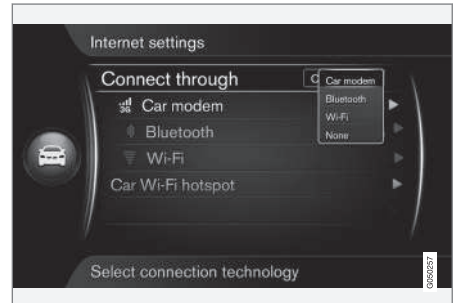 Internet settings
Connect through
C
Car modem
Bluetooth
Wi-Fi
None
3G
Car modem
Bluetooth
Wi-Fi
Car Wi-Fi hotspot
Select connection technology
G050257